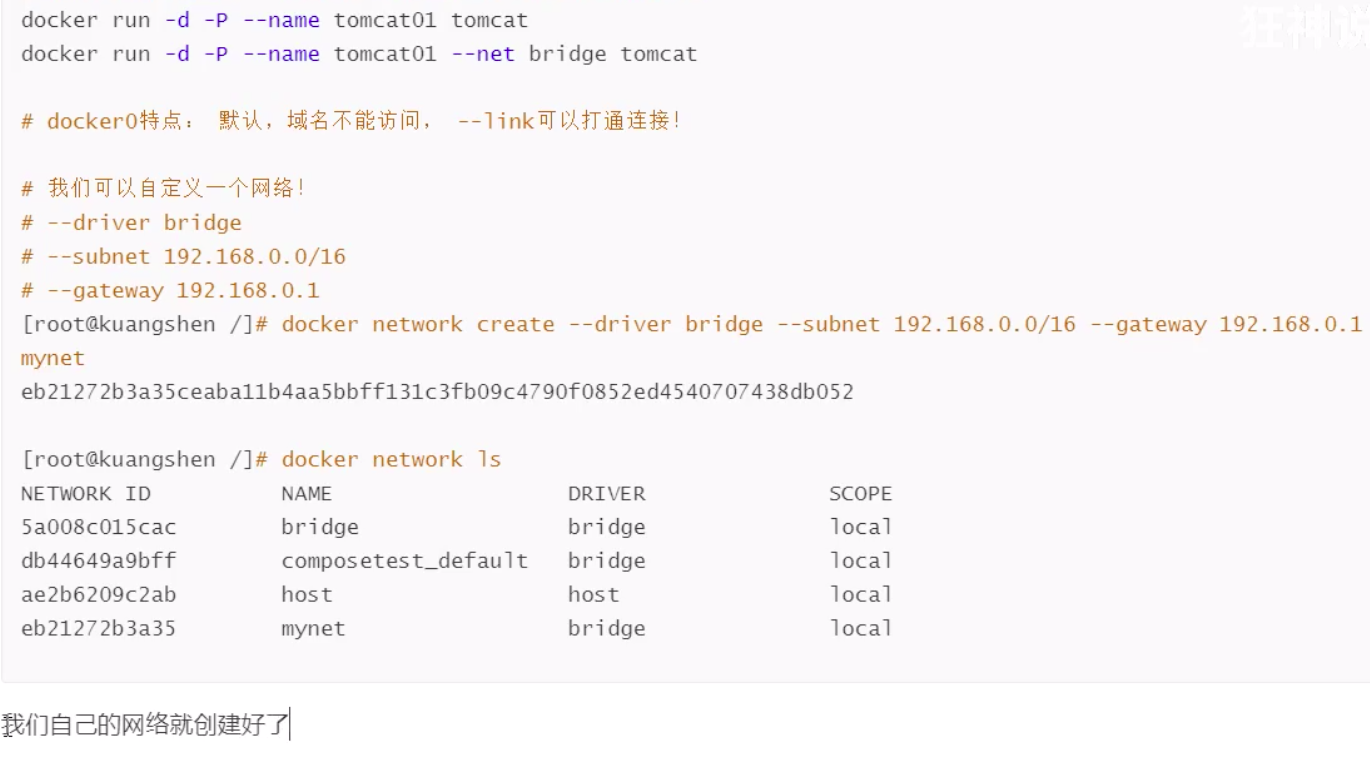 docker run -d -P --name tomcat01 tomcat
狂神说
docker run -d -P --name tomcat01 --net bridge tomcat
# docker0特点： 默认，域名不能访问， --link可以打通连接！
# 我们可以自定义一个网络！
# --driver bridge
# --subnet 192.168.0.0/16
# --gateway 192.168.0.1
[root@kuangshen /]# docker network create --driver bridge --subnet 192.168.0.0/16 --gateway 192.168.0.1
mynet
eb21272b3a35ceaba11b4aa5bbff131c3fb09c4790f0852ed4540707438db052
[root@kuangshen /]# docker network ls
NETWORK ID NAME DRIVER SCOPE
5a008c015cac bridge bridge local
db44649a9bff composetest_default bridge local
ae2b6209c2ab host host local
eb21272b3a35 mynet bridge local
我们自己的网络就创建好了